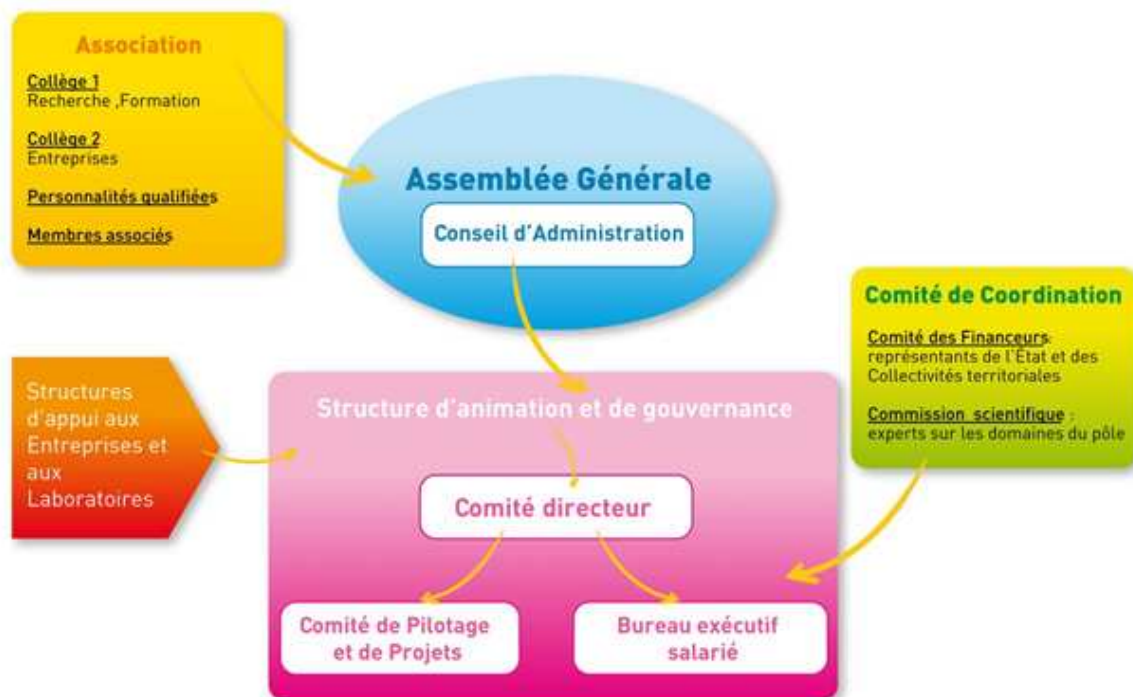 Association
Collège 1
Recherche ,Formation
Collège 2
Entreprises
Personnalités qualifiées
Membres associés
Assemblée Générale
Conseil d'Administration
Comité de Coordination
Comité des Financeurs:
représentants de l'État et des
Collectivités territoriales
Commission scientifique :
experts sur les domaines du pôle
Structures
d'appui aux
Entreprises et
aux
Laboratoires
Structure d'animation et de gouvernance
Comité directeur
Comité de Pilotage
et de Projets
Bureau exécutif
salarié